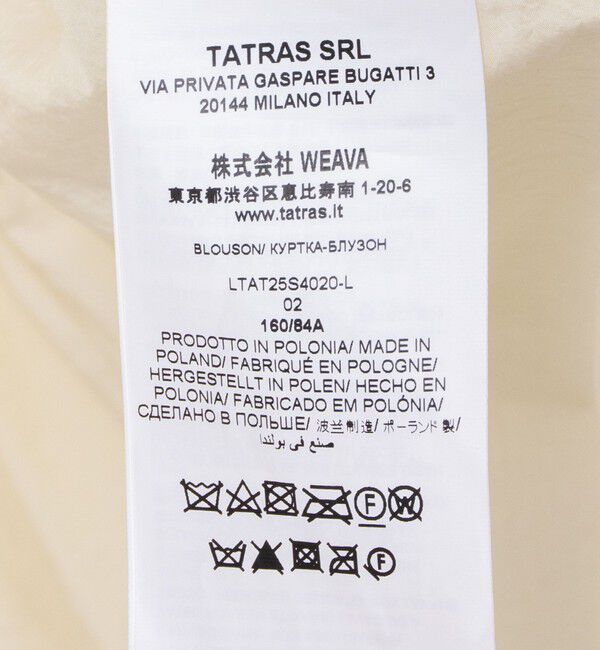 TATRAS SRL
VIA PRIVATA GASPARE BUGATTI 3
20144 MILANO ITALY
株式会社 WEAVA
東京都渋谷区恵比寿南 1-20-6
www.tatras.lt
BLOUSON/ КУРТКА-БЛУЗОН
LTAT25S4020-L
02
160/84A
PRODOTTO IN POLONIA/ MADE IN
POLAND/ FABRIQUÉ EN POLOGNE/
HERGESTELLT IN POLEN/ HECHO EN
POLONIA/ FABRICADO EM POLÓNIA/
СДЕЛАНО В ПОЛЬШЕ/ 波兰制造/ ポーランド 製/
صنع في بولندا
F W
F